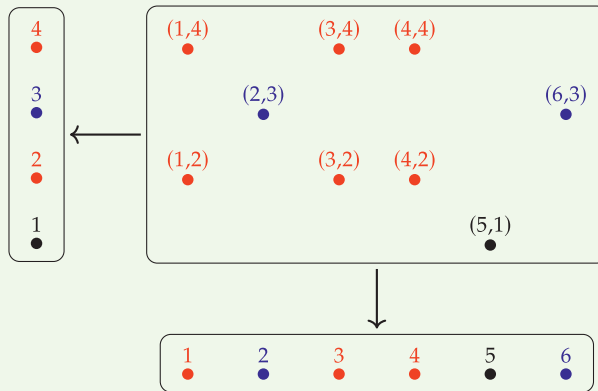 4
(1,4) (3,4) (4,4)
3
(2,3) (6,3)
2
(1,2) (3,2) (4,2)
1
(5,1)
1 2 3 4 5 6